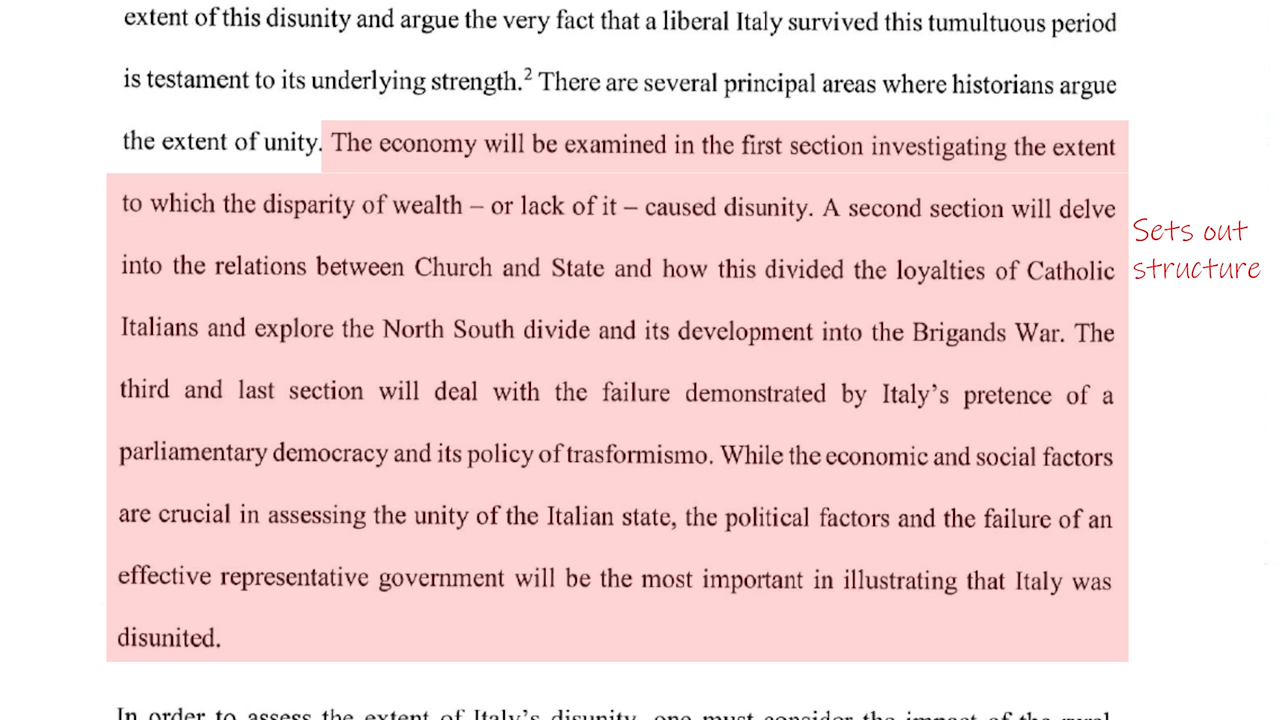 extent of this disunity and argue the very fact that a liberal Italy survived this tumultuous period
is testament to its underlying strength.2 There are several principal areas where historians argue
the extent of unity. The economy will be examined in the first section investigating the extent
to which the disparity of wealth – or lack of it – caused disunity. A second section will delve
into the relations between Church and State and how this divided the loyalties of Catholic
Italians and explore the North South divide and its development into the Brigands War. The
third and last section will deal with the failure demonstrated by Italy's pretence of a
parliamentary democracy and its policy of trasformismo. While the economic and social factors
are crucial in assessing the unity of the Italian state, the political factors and the failure of an
effective representative government will be the most important in illustrating that Italy was
disunited.
Sets out
structure
In order to assess the extent of Italy's disunity, one must consider the impact of the rural